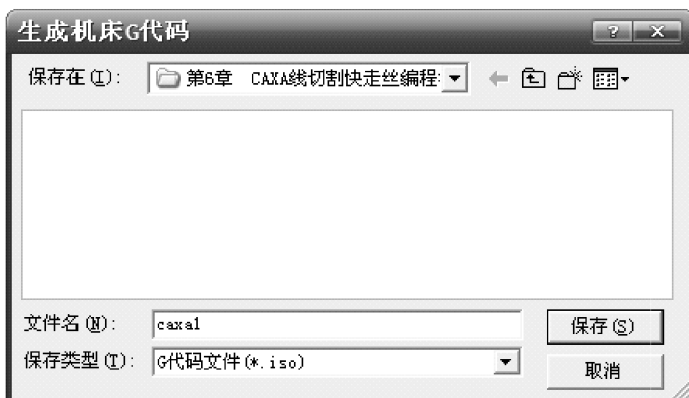 生成机床G代码
保存在(I): 第6章 CAXA线切割快走丝编程
文件名(N): caxa1 保存(S)
保存类型(T): G代码文件(*.iso) 取消